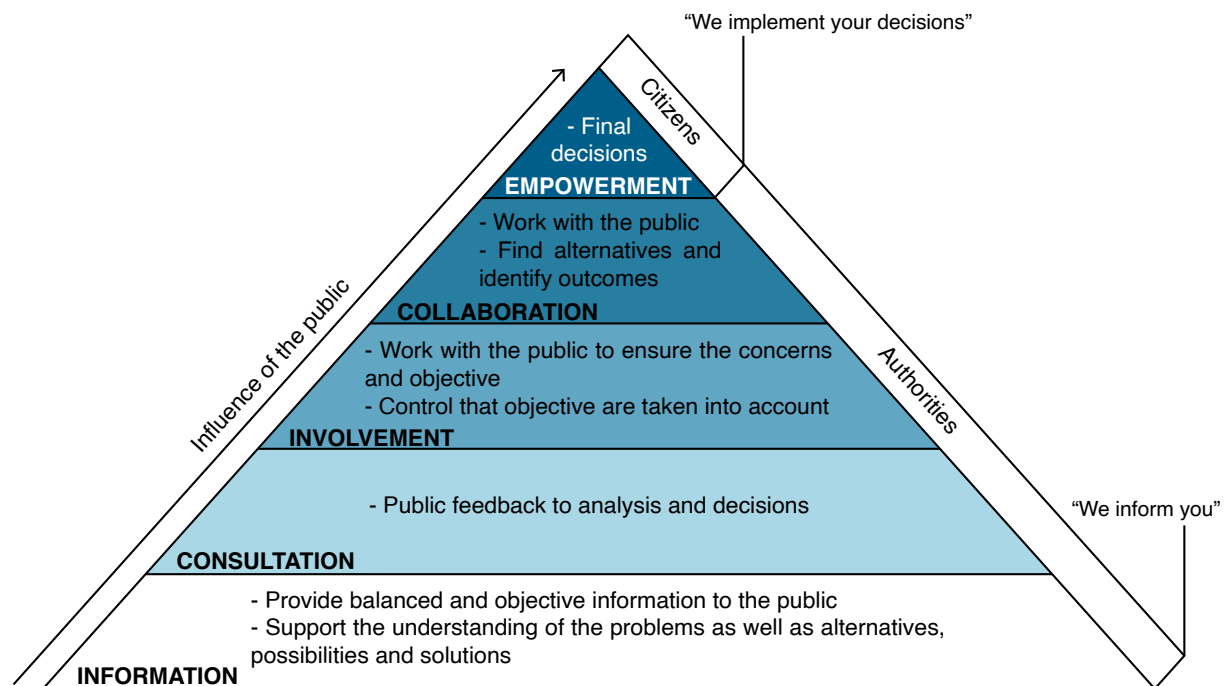 “We implement your decisions”
Citizens
- Final
decisions
EMPOWERMENT
- Work with the public
- Find alternatives and
identify outcomes
COLLABORATION
Influence of the public
- Work with the public to ensure the concerns
and objective
- Control that objective are taken into account
INVOLVEMENT
Authorities
- Public feedback to analysis and decisions
CONSULTATION
“We inform you”
- Provide balanced and objective information to the public
- Support the understanding of the problems as well as alternatives,
possibilities and solutions
INFORMATION